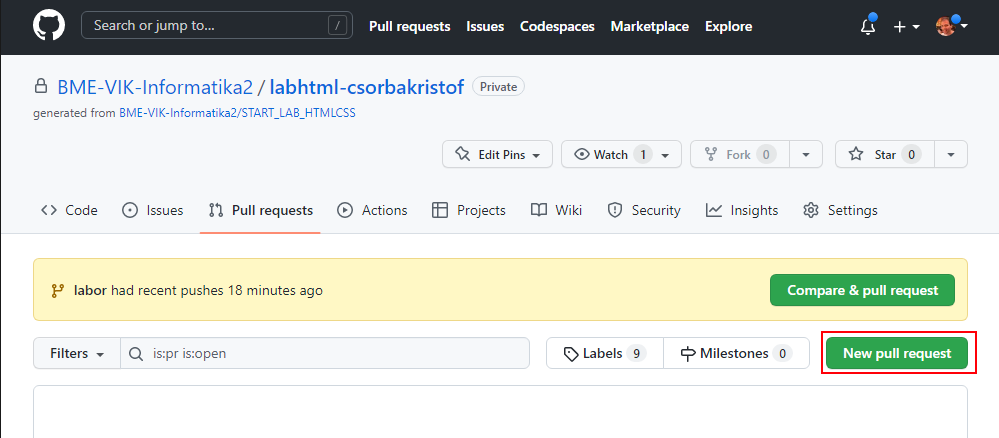 Search or jump to... / Pull requests Issues Codespaces Marketplace Explore
BME-VIK-Informatika2 / labhtml-csorbakristof Private
generated from BME-VIK-Informatika2/START_LAB_HTMLCSS
Edit Pins Watch 1 Fork 0 Star 0
Code Issues Pull requests Actions Projects Wiki Security Insights Settings
labor had recent pushes 18 minutes ago Compare & pull request
Filters is:pr is:open Labels 9 Milestones 0 New pull request